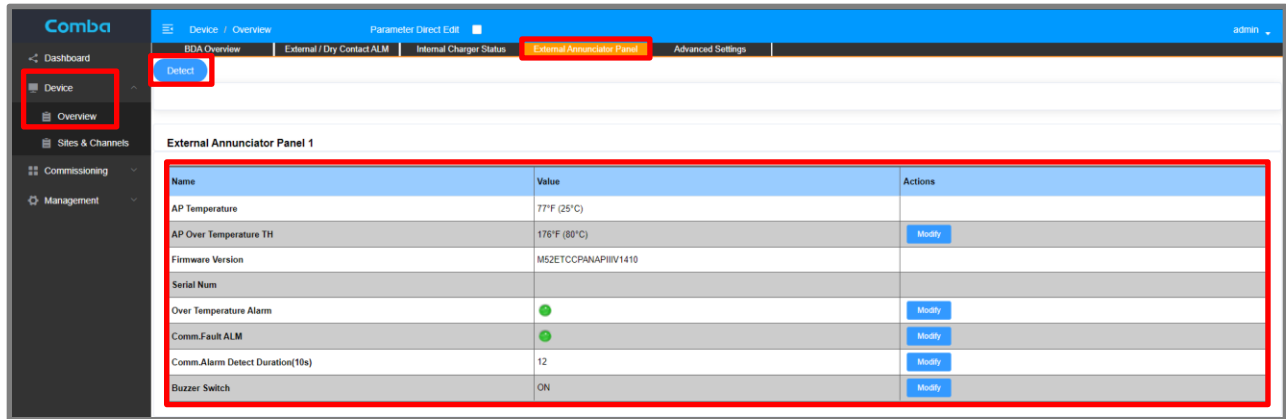 Comba
Device / Overview
Parameter Direct Edit
admin
BDA Overview
External / Dry Contact ALM
Internal Charger Status
External Annunciator Panel
Advanced Settings
Dashboard
Device
Overview
Sites & Channels
Commissioning
Management
Detect
External Annunciator Panel 1
Name Value Actions
AP Temperature 77°F (25°C)
AP Over Temperature TH 176°F (80°C) Modify
Firmware Version M52ETCCPANAPIIIV1410
Serial Num
Over Temperature Alarm Modify
Comm.Fault ALM Modify
Comm.Alarm Detect Duration(10s) 12 Modify
Buzzer Switch ON Modify